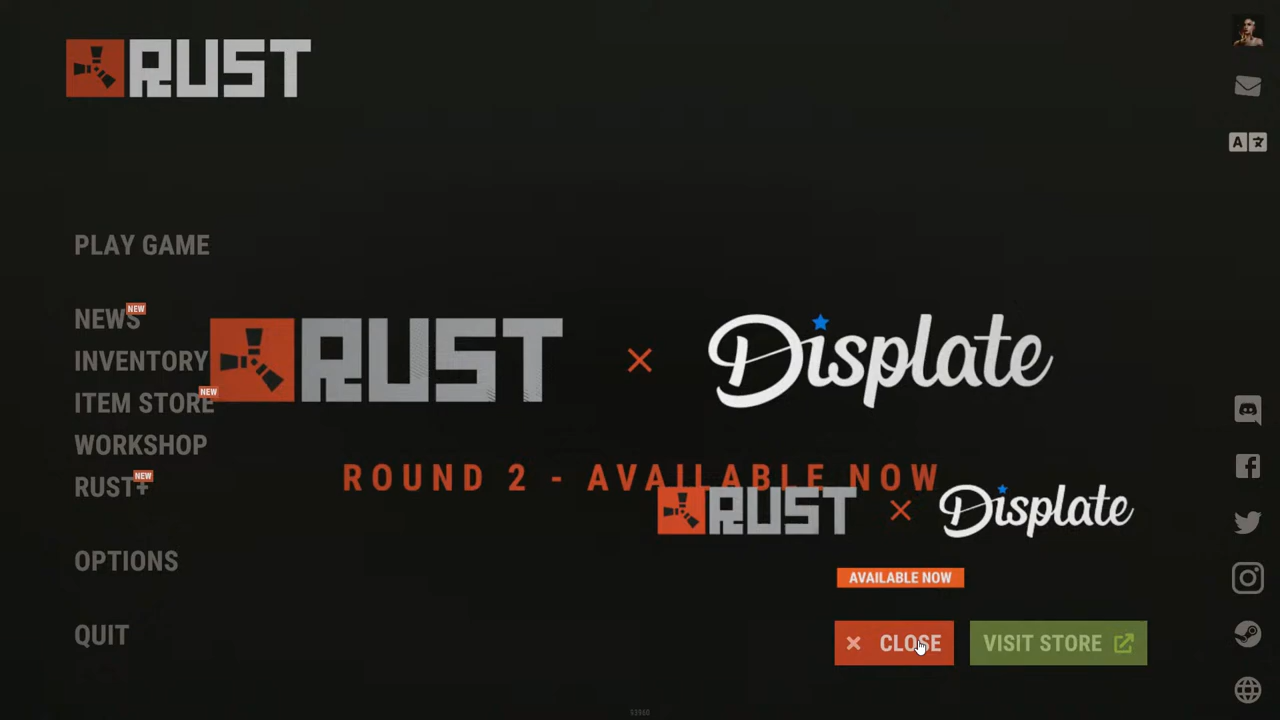 RUST
PLAY GAME
NEWS NEW
INVENTORY
ITEM STORE NEW
WORKSHOP
RUST+ NEW
OPTIONS
QUIT
RUST × Displate
ROUND 2 - AVAILABLE NOW
RUST × Displate
AVAILABLE NOW
× CLOSE
VISIT STORE
A 文